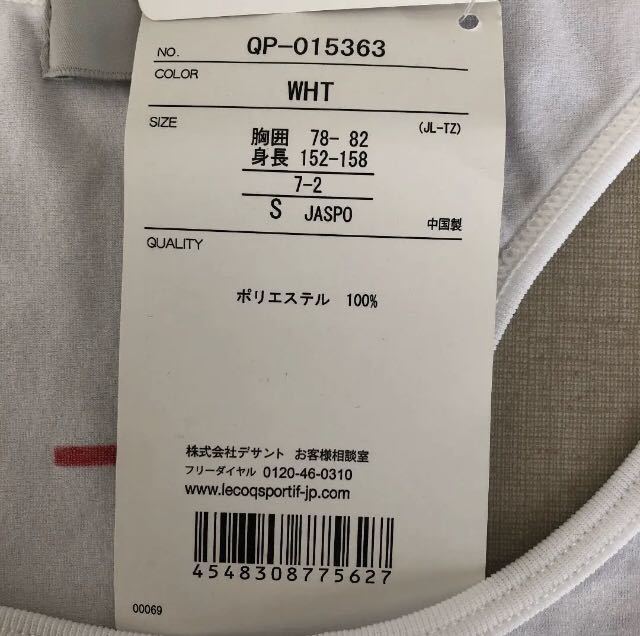 NO. QP-015363
COLOR
WHT
SIZE
(JL-TZ)
胸囲 78- 82
身長 152-158
7-2
S JASPO
中国製
QUALITY
ポリエステル 100%
株式会社デサント お客様相談室
フリーダイヤル 0120-46-0310
www.lecoqsportif-jp.com
4548308775627
00069